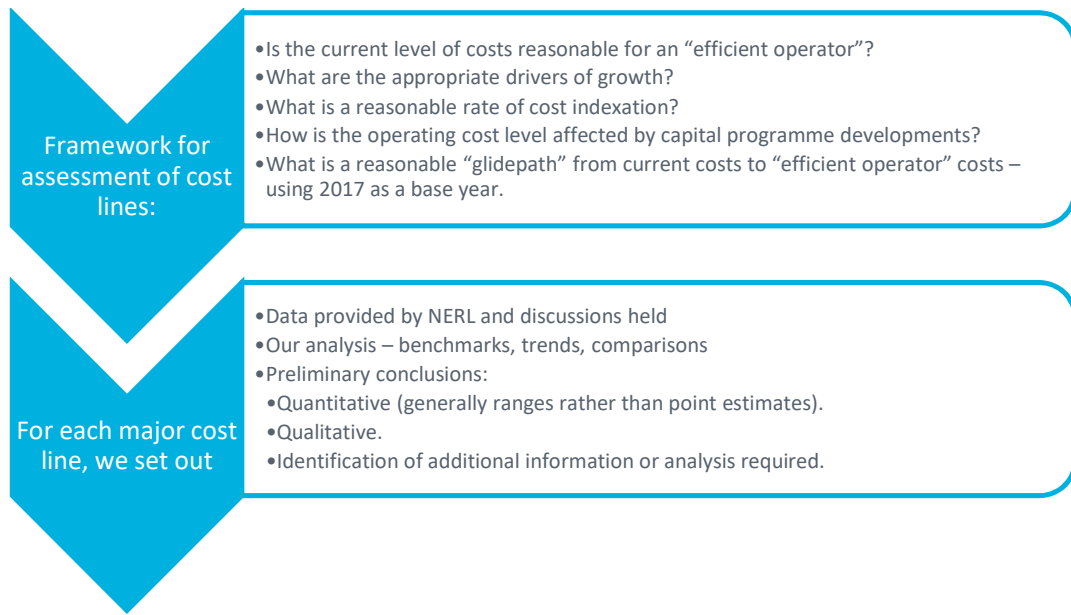 Framework for
assessment of cost
lines:
•Is the current level of costs reasonable for an “efficient operator”?
•What are the appropriate drivers of growth?
•What is a reasonable rate of cost indexation?
•How is the operating cost level affected by capital programme developments?
•What is a reasonable “glidepath” from current costs to “efficient operator” costs –
using 2017 as a base year.
For each major cost
line, we set out
•Data provided by NERL and discussions held
•Our analysis – benchmarks, trends, comparisons
•Preliminary conclusions:
•Quantitative (generally ranges rather than point estimates).
•Qualitative.
•Identification of additional information or analysis required.